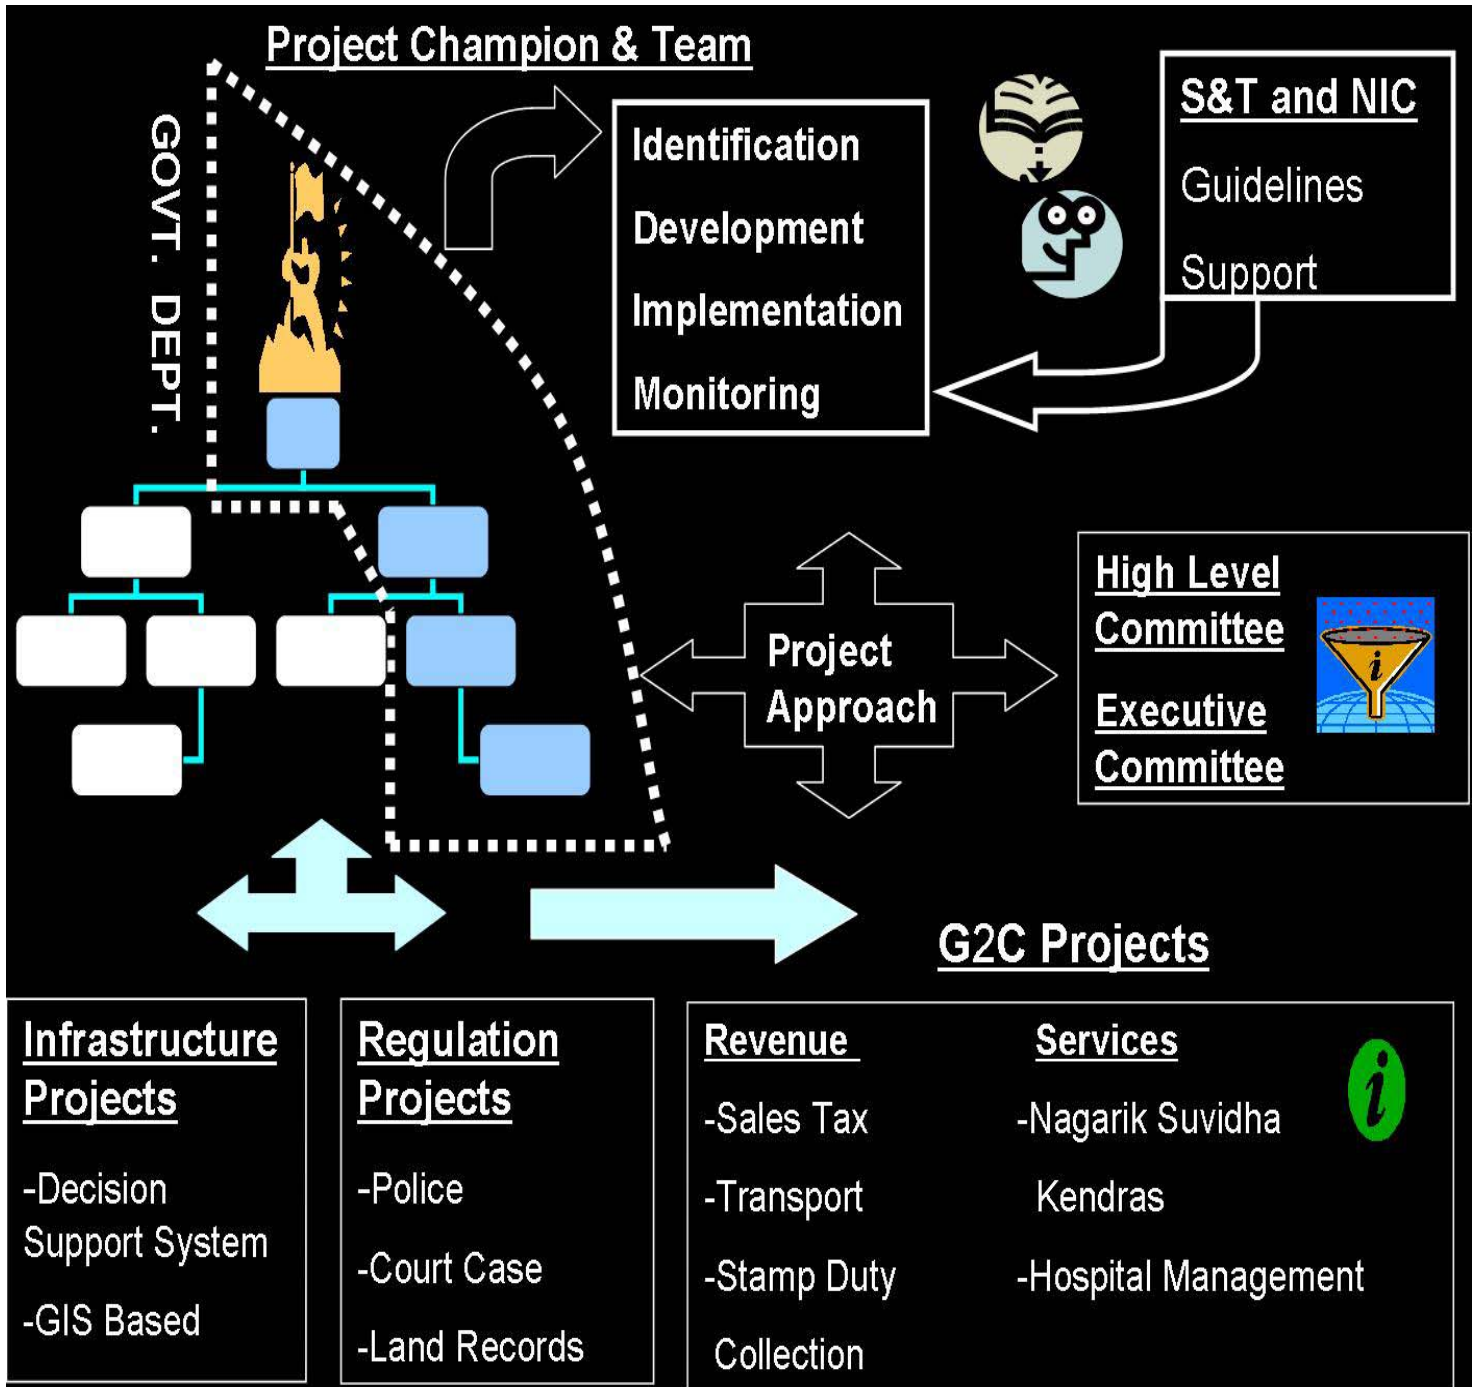 Project Champion & Team
GOVT. DEPT.
Identification
Development
Implementation
Monitoring
S&T and NIC
Guidelines
Support
Project
Approach
High Level
Committee
Executive
Committee
i
G2C Projects
Infrastructure
Projects
-Decision
Support System
-GIS Based
Regulation
Projects
-Police
-Court Case
-Land Records
Revenue
-Sales Tax
-Transport
-Stamp Duty
Collection
Services
-Nagarik Suvidha
Kendras
-Hospital Management
i